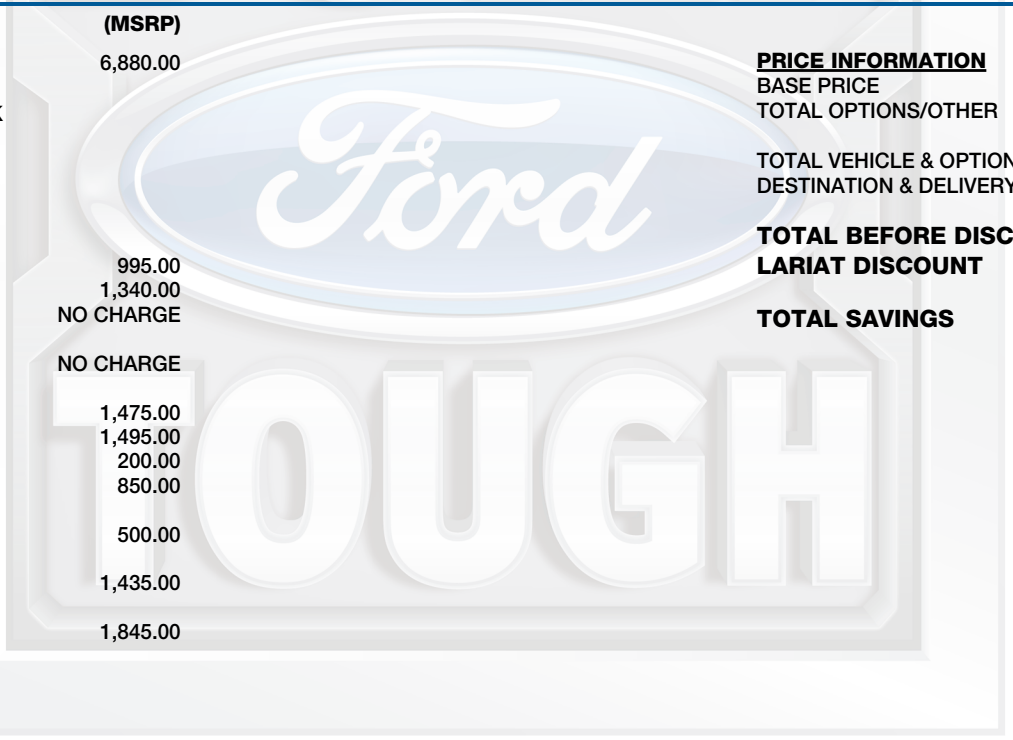 (MSRP)
6,880.00
995.00
1,340.00
NO CHARGE
NO CHARGE
1,475.00
1,495.00
200.00
850.00
500.00
1,435.00
1,845.00
PRICE INFORMATION
BASE PRICE
TOTAL OPTIONS/OTHER
TOTAL VEHICLE & OPTION
DESTINATION & DELIVERY
TOTAL BEFORE DISC
LARIAT DISCOUNT
TOTAL SAVINGS
Ford
TOUGH